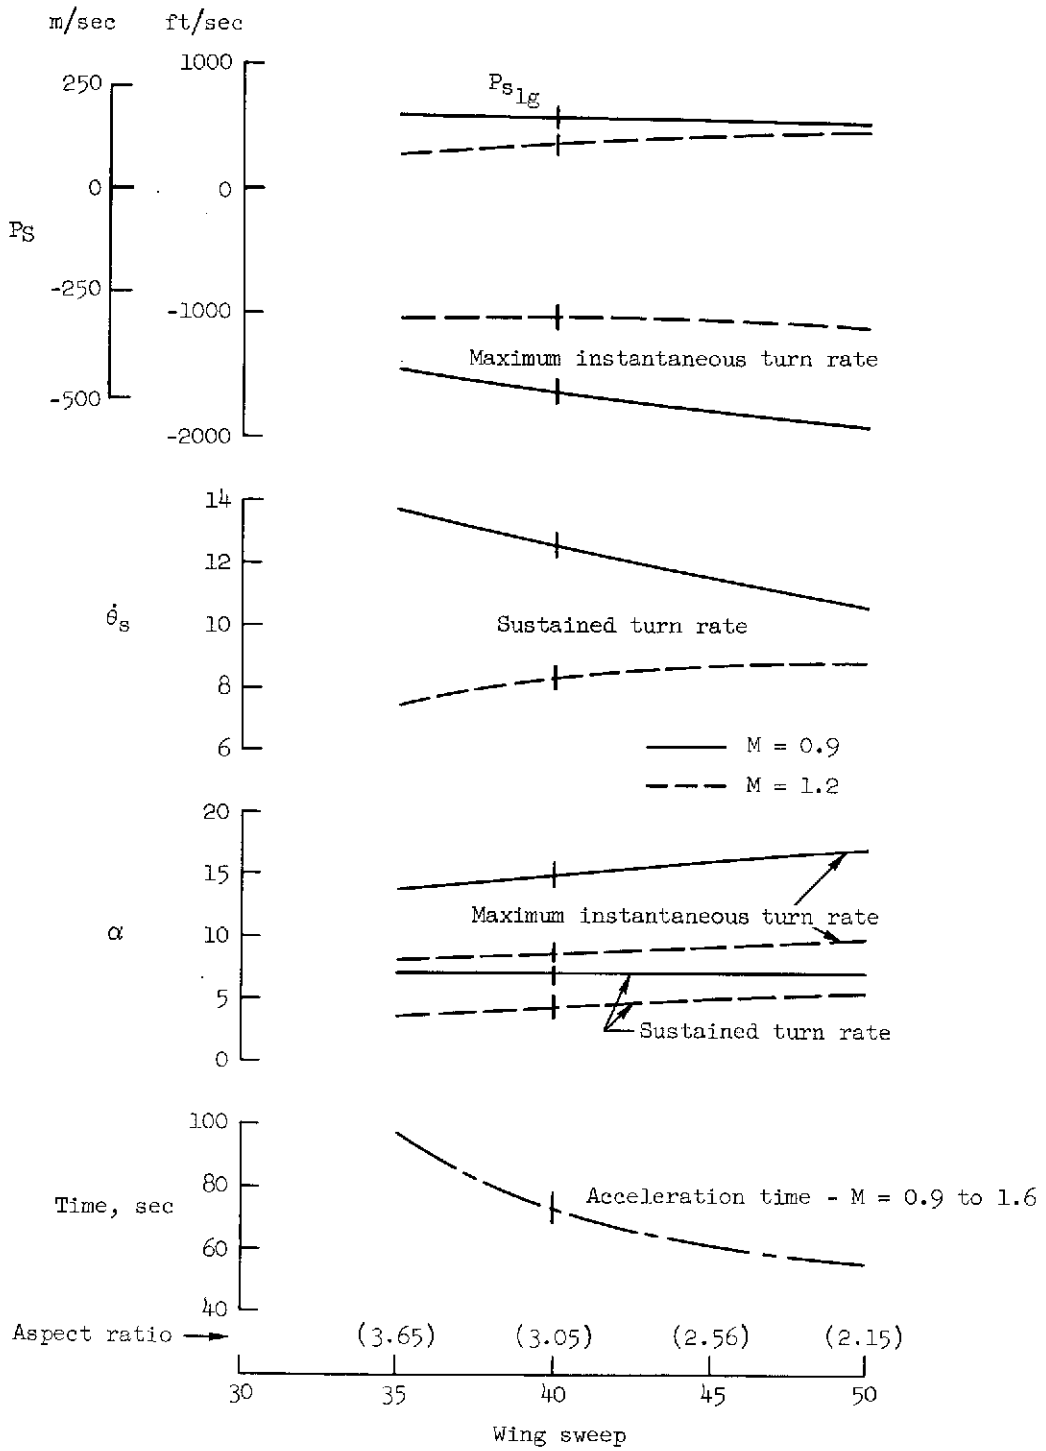 m/sec ft/sec
1000
250
Ps1g
0 0
PS
-250
-1000
Maximum instantaneous turn rate
-500
-2000
14
12
θ̇s
10
Sustained turn rate
8
6
M = 0.9
M = 1.2
20
15
Maximum instantaneous turn rate
α
10
5
Sustained turn rate
0
100
80
Acceleration time - M = 0.9 to 1.6
Time, sec
60
40
Aspect ratio (3.65) (3.05) (2.56) (2.15)
30 35 40 45 50
Wing sweep